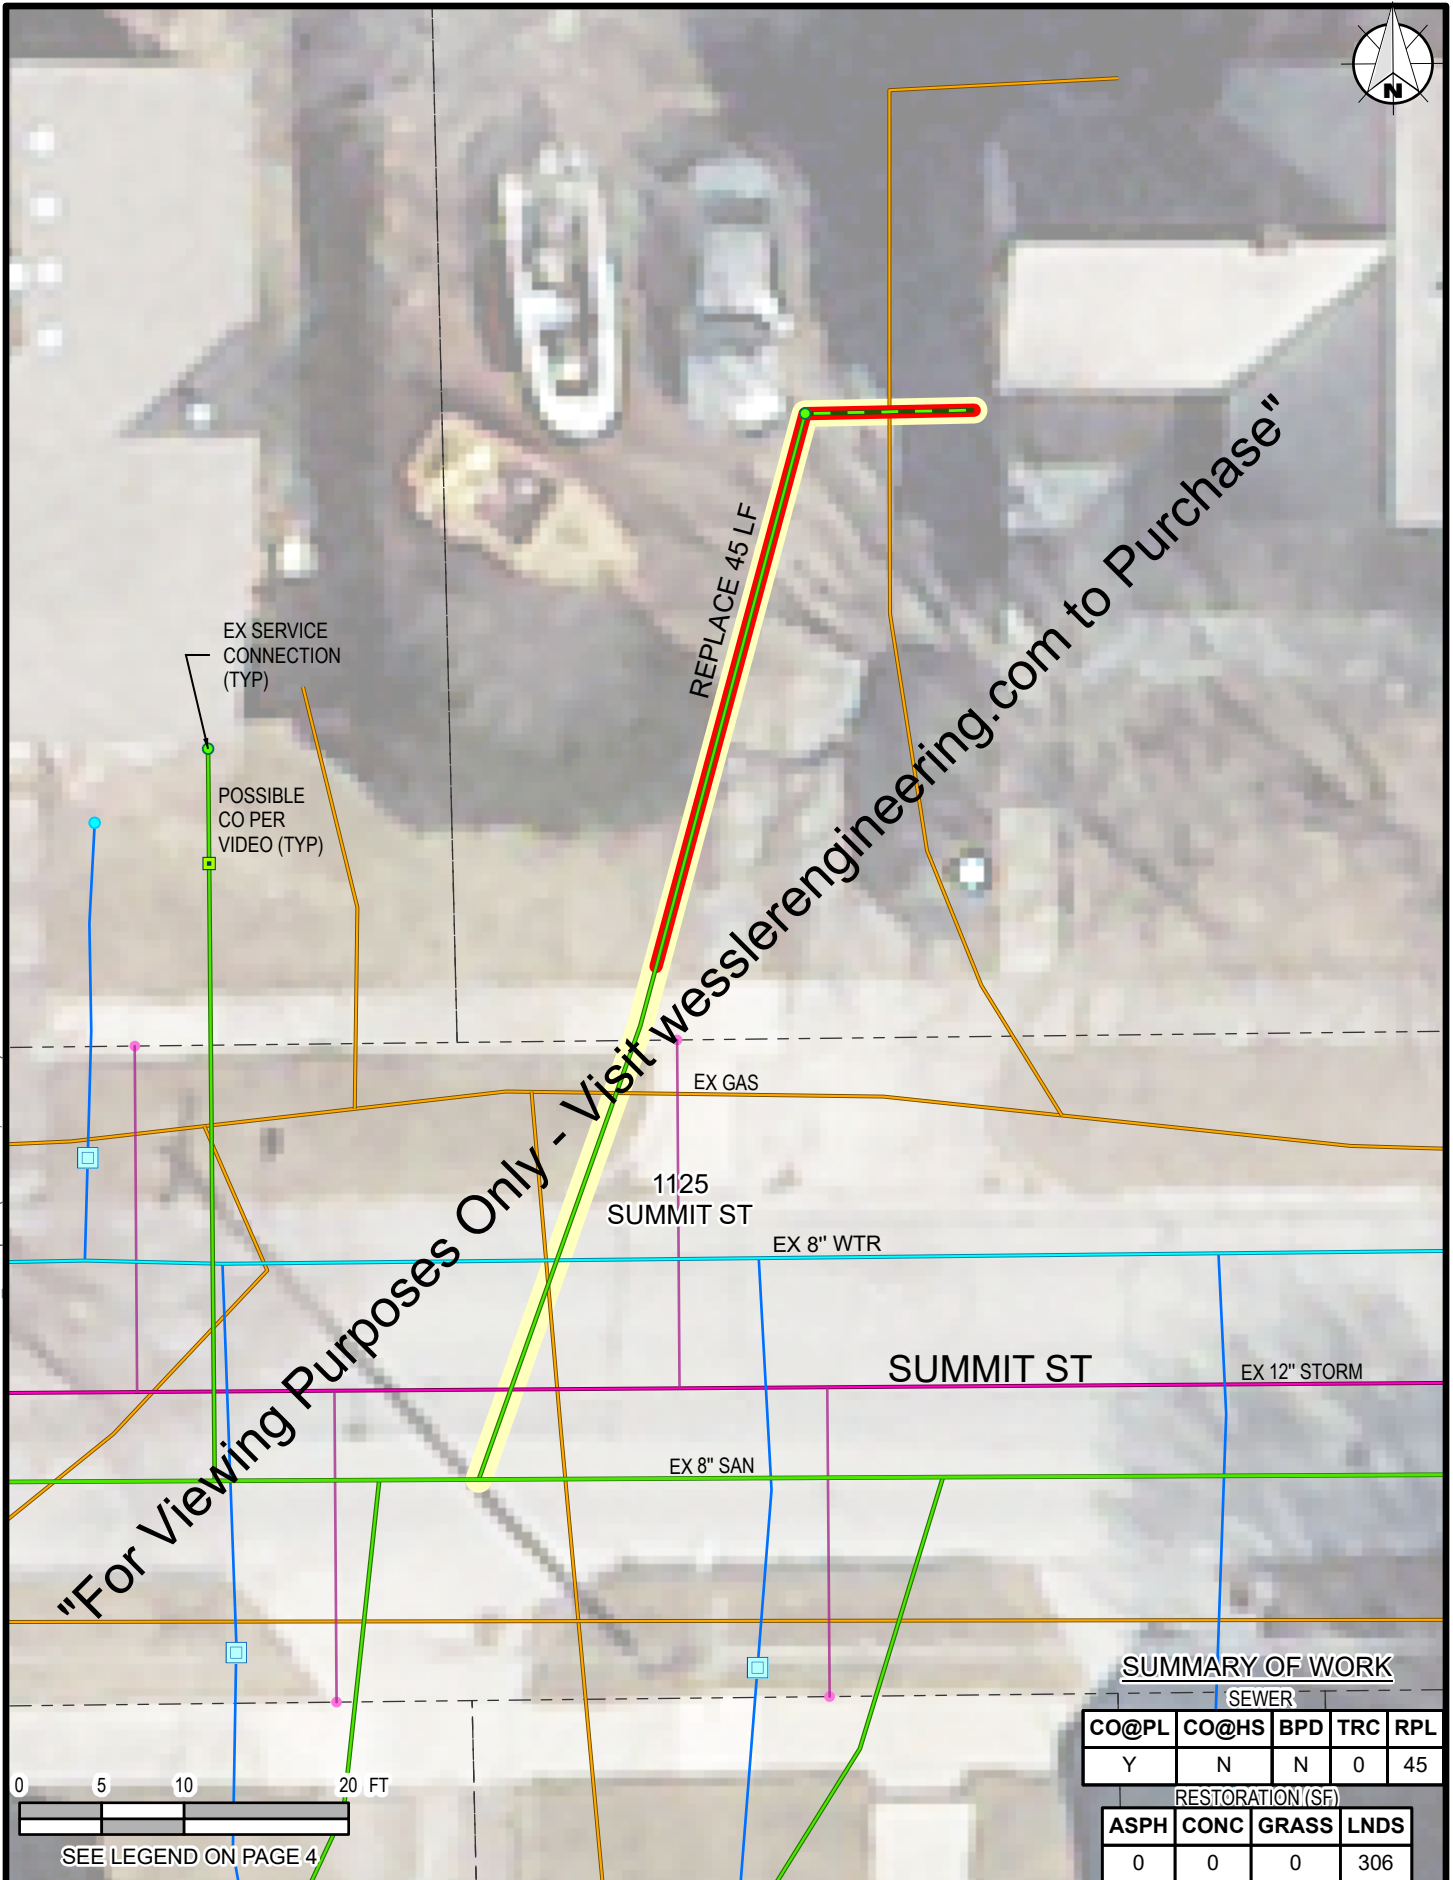 N
REPLACE 45 LF
EX SERVICE
CONNECTION
(TYP)
POSSIBLE
CO PER
VIDEO (TYP)
"For Viewing Purposes Only - Visit wesslerengineering.com to Purchase"
EX GAS
1125
SUMMIT ST
EX 8" WTR
SUMMIT ST
EX 12" STORM
EX 8" SAN
SUMMARY OF WORK
SEWER
CO@PL CO@HS BPD TRC RPL
Y N N 0 45
RESTORATION (SF)
ASPH CONC GRASS LNDS
0 0 0 306
0 5 10 20 FT
SEE LEGEND ON PAGE 4